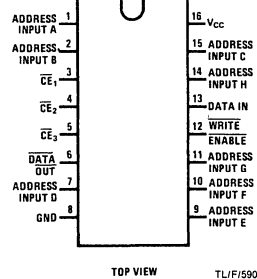 ADDRESS 1
INPUT A
ADDRESS 2
INPUT B
CE1 3
CE2 4
CE3 5
DATA 6
OUT
ADDRESS 7
INPUT D
GND 8
16 VCC
15 ADDRESS
INPUT C
14 ADDRESS
INPUT H
13 DATA IN
12 WRITE
ENABLE
11 ADDRESS
INPUT G
10 ADDRESS
INPUT F
9 ADDRESS
INPUT E
TOP VIEW
TL/F/590